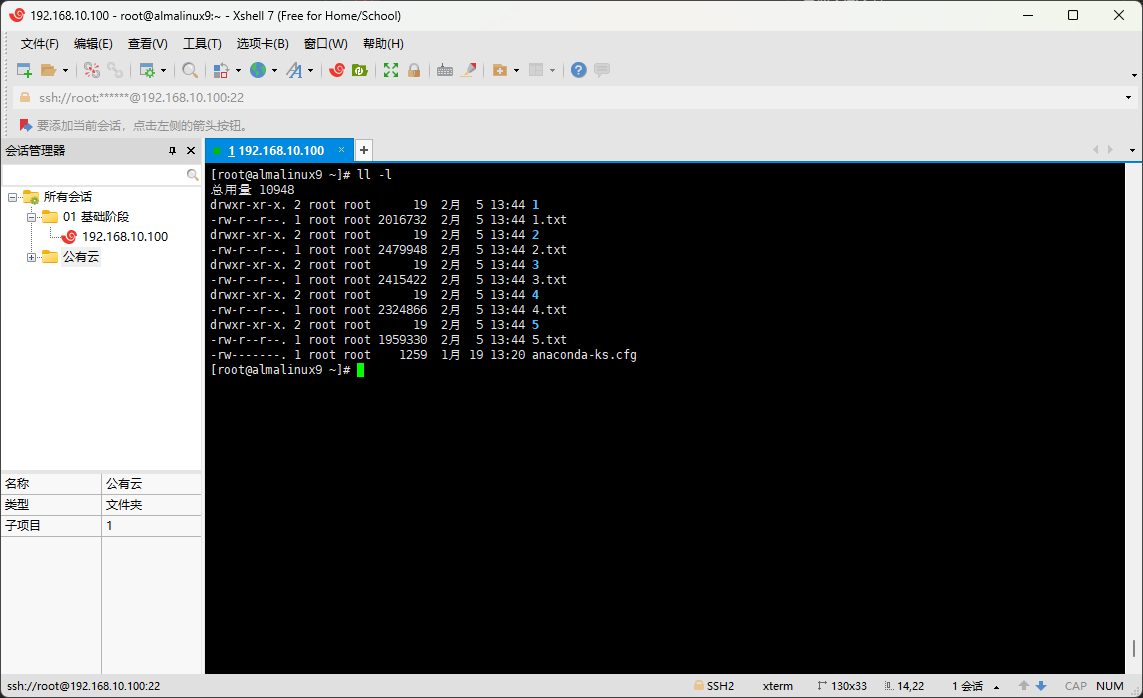 192.168.10.100 - root@almalinux9:~ - Xshell 7 (Free for Home/School)
文件(F) 编辑(E) 查看(V) 工具(T) 选项卡(B) 窗口(W) 帮助(H)
ssh://root:******@192.168.10.100:22
要添加当前会话，点击左侧的箭头按钮。
会话管理器
1 192.168.10.100
所有会话
01 基础阶段
192.168.10.100
公有云
[root@almalinux9 ~]# ll -l
总用量 10948
drwxr-xr-x. 2 root root      19  2月   5 13:44 1
-rw-r--r--. 1 root root 2016732  2月   5 13:44 1.txt
drwxr-xr-x. 2 root root      19  2月   5 13:44 2
-rw-r--r--. 1 root root 2479948  2月   5 13:44 2.txt
drwxr-xr-x. 2 root root      19  2月   5 13:44 3
-rw-r--r--. 1 root root 2415422  2月   5 13:44 3.txt
drwxr-xr-x. 2 root root      19  2月   5 13:44 4
-rw-r--r--. 1 root root 2324866  2月   5 13:44 4.txt
drwxr-xr-x. 2 root root      19  2月   5 13:44 5
-rw-r--r--. 1 root root 1959330  2月   5 13:44 5.txt
-rw-------. 1 root root    1259  1月  19 13:20 anaconda-ks.cfg
[root@almalinux9 ~]#
名称 公有云
类型 文件夹
子项目 1
ssh://root@192.168.10.100:22 SSH2 xterm 130x33 14,22 1 会话 CAP NUM